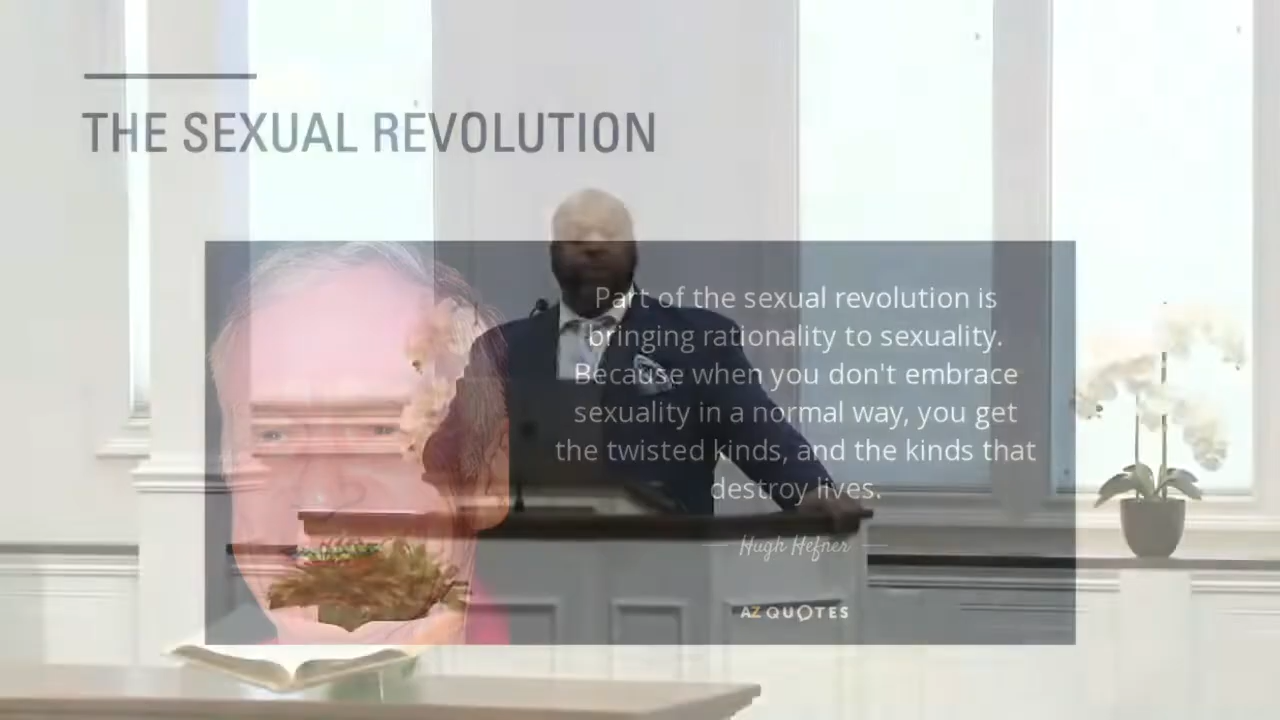 THE SEXUAL REVOLUTION
Part of the sexual revolution is
bringing rationality to sexuality.
Because when you don't embrace
sexuality in a normal way, you get
the twisted kinds, and the kinds that
destroy lives.
Hugh Hefner
AZ QUOTES